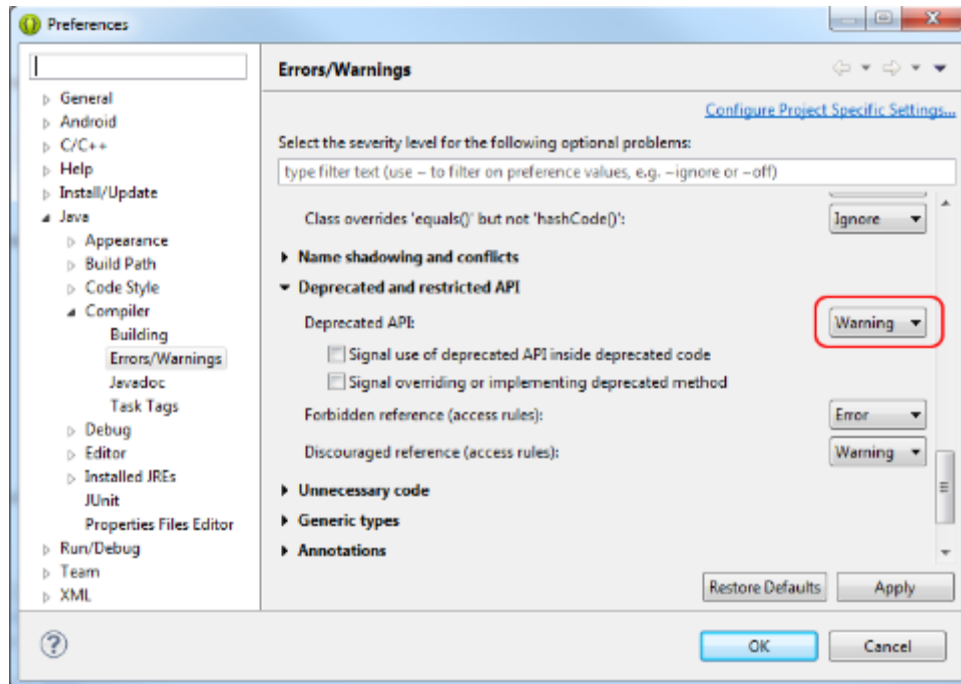 Preferences
General
Android
C/C++
Help
Install/Update
Java
Appearance
Build Path
Code Style
Compiler
Building
Errors/Warnings
Javadoc
Task Tags
Debug
Editor
Installed JREs
JUnit
Properties Files Editor
Run/Debug
Team
XML
Errors/Warnings
Configure Project Specific Settings...
Select the severity level for the following optional problems:
type filter text (use ~ to filter on preference values, e.g. ~ignore or ~off)
Class overrides 'equals()' but not 'hashCode()': Ignore
Name shadowing and conflicts
Deprecated and restricted API
Deprecated API: Warning
Signal use of deprecated API inside deprecated code
Signal overriding or implementing deprecated method
Forbidden reference (access rules): Error
Discouraged reference (access rules): Warning
Unnecessary code
Generic types
Annotations
Restore Defaults Apply
? OK Cancel